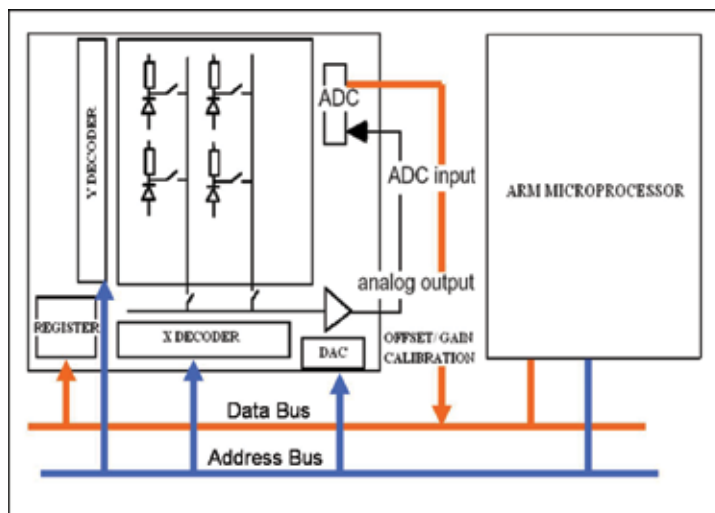 Y DECODER
ADC
ADC input
ARM MICROPROCESSOR
analog output
REGISTER
X DECODER
DAC
OFFSET/GAIN
CALIBRATION
Data Bus
Address Bus